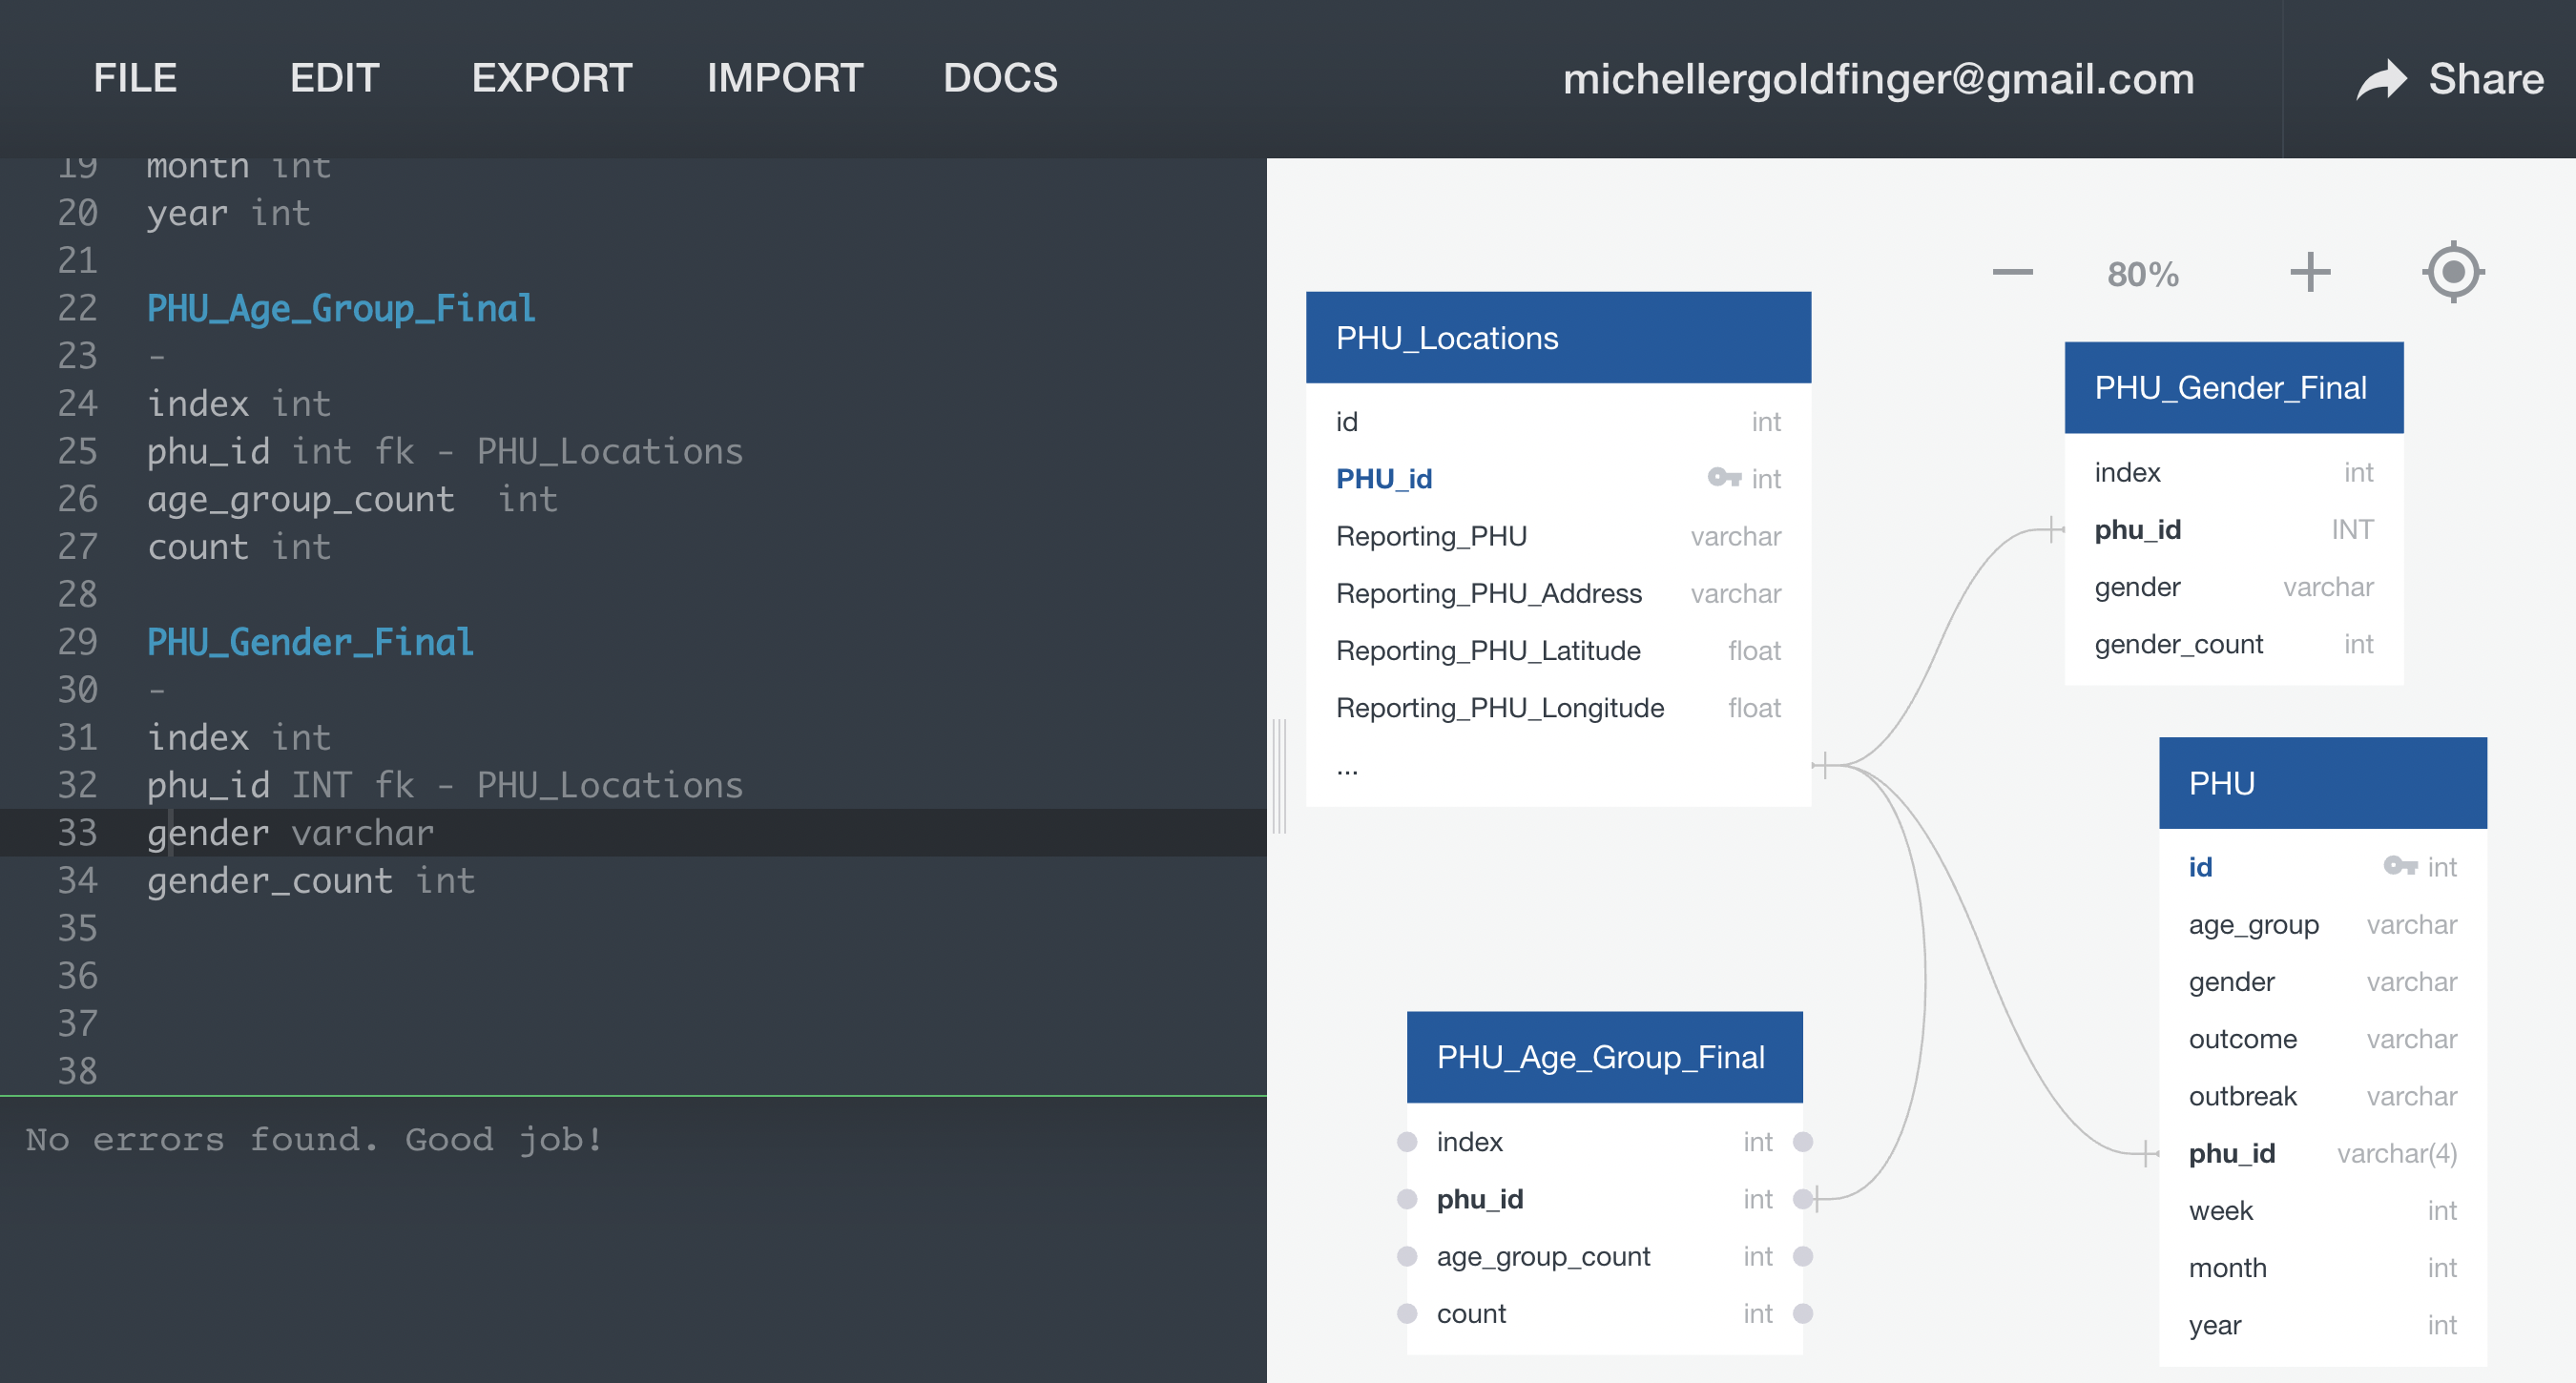 FILE EDIT EXPORT IMPORT DOCS michellergoldfinger@gmail.com Share
19 month int
20 year int
21
22 PHU_Age_Group_Final
23 -
24 index int
25 phu_id int fk - PHU_Locations
26 age_group_count  int
27 count int
28
29 PHU_Gender_Final
30 -
31 index int
32 phu_id INT fk - PHU_Locations
33 gender varchar
34 gender_count int
35
36
37
38
No errors found. Good job!
80%
PHU_Locations
id int
PHU_id int
Reporting_PHU varchar
Reporting_PHU_Address varchar
Reporting_PHU_Latitude float
Reporting_PHU_Longitude float
...
PHU_Gender_Final
index int
phu_id INT
gender varchar
gender_count int
PHU
id int
age_group varchar
gender varchar
outcome varchar
outbreak varchar
phu_id varchar(4)
week int
month int
year int
PHU_Age_Group_Final
index int
phu_id int
age_group_count int
count int